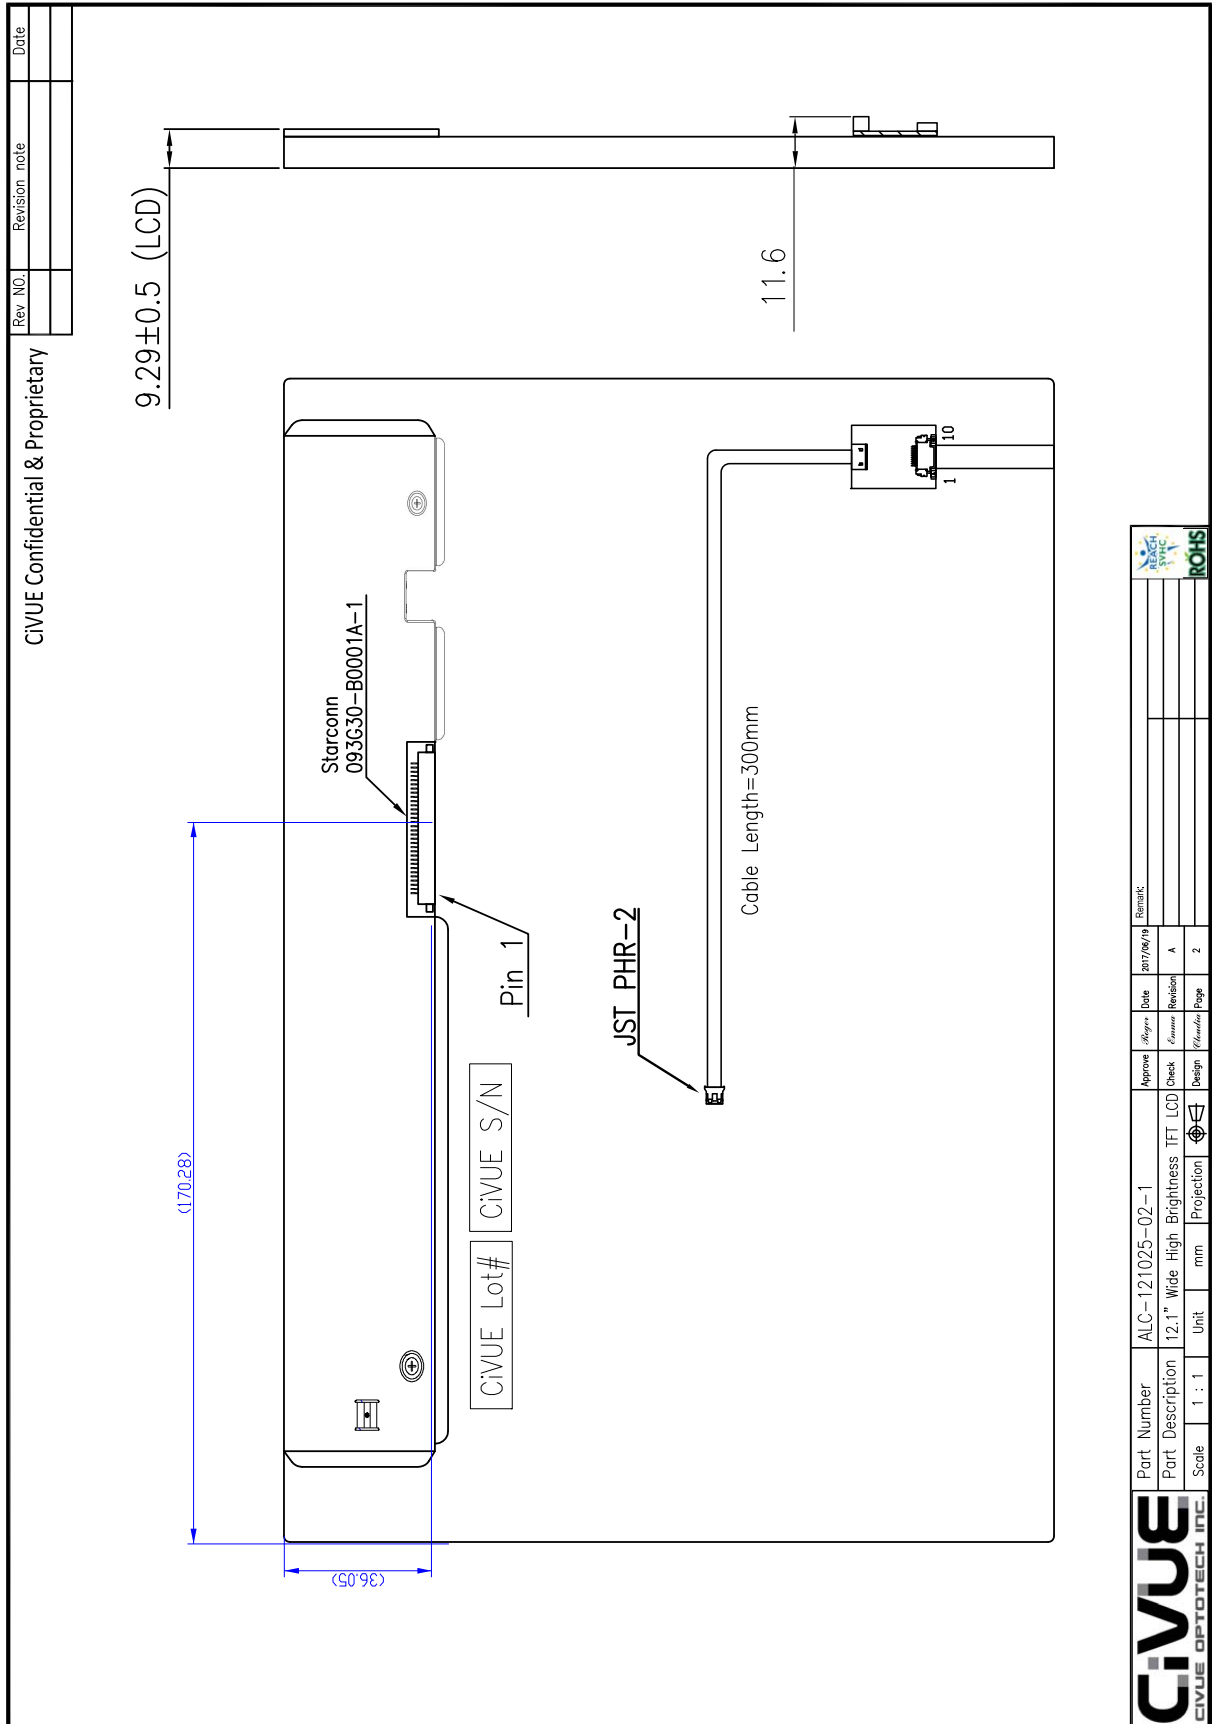 CiVUE Confidential & Proprietary
Rev NO. Revision note Date
9.29±0.5 (LCD)
11.6
(170.28)
(36.05)
Starconn
093G30-B0001A-1
Pin 1
CiVUE Lot#
CiVUE S/N
JST PHR-2
Cable Length=300mm
1
10
CiVUE
CIVUE OPTOTECH INC.
Part Number ALC-121025-02-1
Part Description 12.1" Wide High Brightness TFT LCD
Scale 1 : 1 Unit mm Projection
Approve Roger Date 2017/06/19
Check Emma Revision A
Design Claudia Page 2
Remark:
REACH
SVHC
ROHS